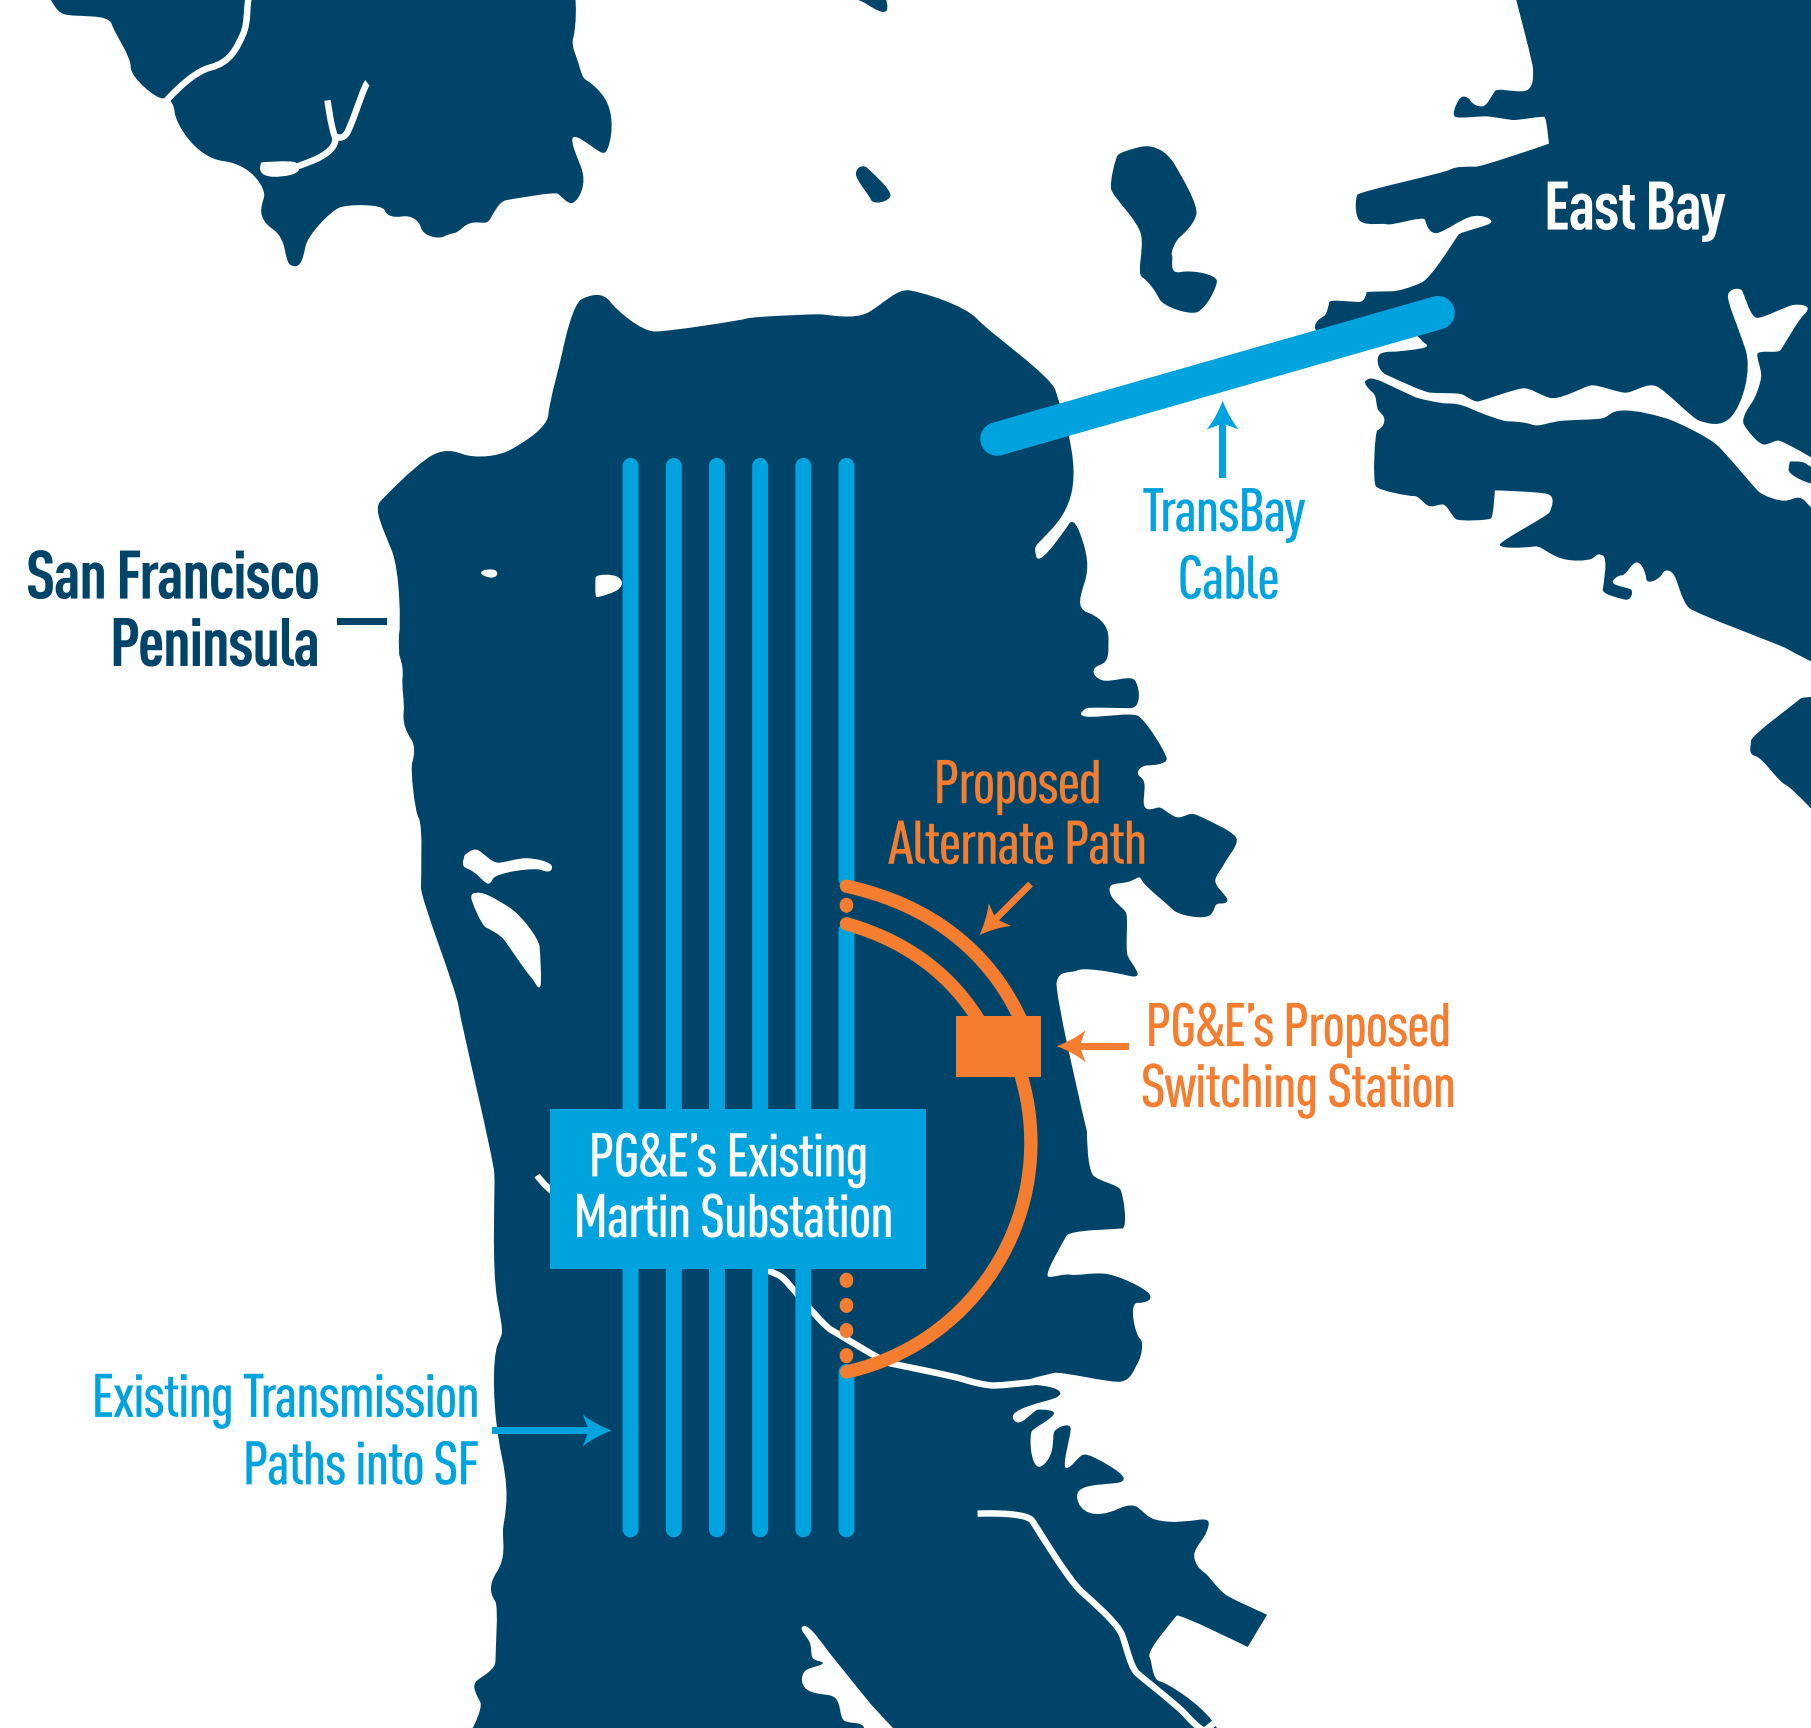 East Bay
TransBay
Cable
San Francisco
Peninsula
Proposed
Alternate Path
PG&E's Proposed
Switching Station
PG&E's Existing
Martin Substation
Existing Transmission
Paths into SF